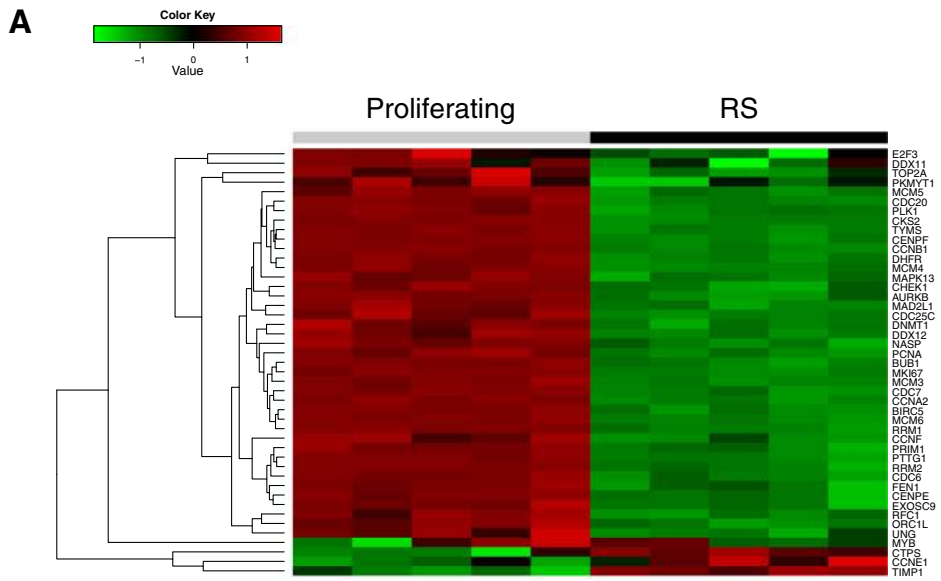 A
Color Key
−1 0 1
Value
Proliferating RS
E2F3
DDX11
TOP2A
PKMYT1
MCM5
CDC20
PLK1
CKS2
TYMS
CENPF
CCNB1
DHFR
MCM4
MAPK13
CHEK1
AURKB
MAD2L1
CDC25C
DNMT1
DDX12
NASP
PCNA
BUB1
MKI67
MCM3
CDC7
CCNA2
BIRC5
MCM6
RRM1
CCNF
PRIM1
PTTG1
RRM2
CDC6
FEN1
CENPE
EXOSC9
RFC1
ORC1L
UNG
MYB
CTPS
CCNE1
TIMP1